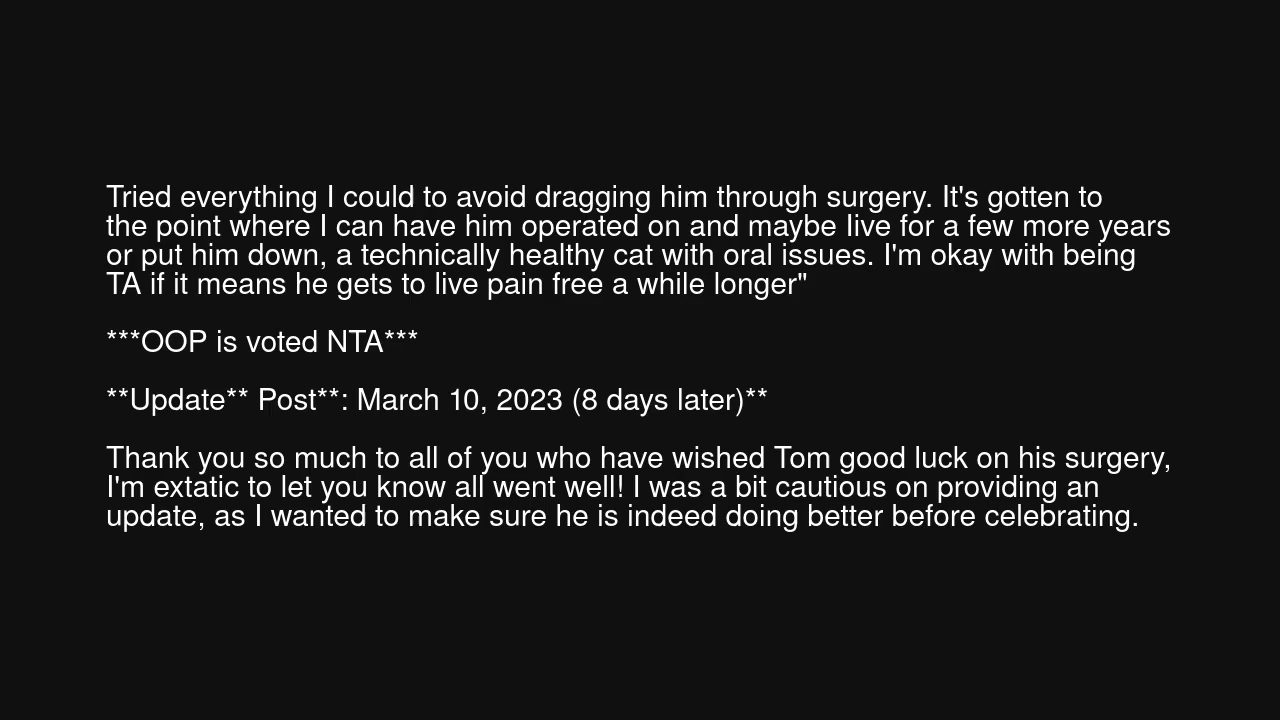 Tried everything I could to avoid dragging him through surgery. It's gotten to
the point where I can have him operated on and maybe live for a few more years
or put him down, a technically healthy cat with oral issues. I'm okay with being
TA if it means he gets to live pain free a while longer"
***OOP is voted NTA***
**Update** Post**: March 10, 2023 (8 days later)**
Thank you so much to all of you who have wished Tom good luck on his surgery,
I'm extatic to let you know all went well! I was a bit cautious on providing an
update, as I wanted to make sure he is indeed doing better before celebrating.